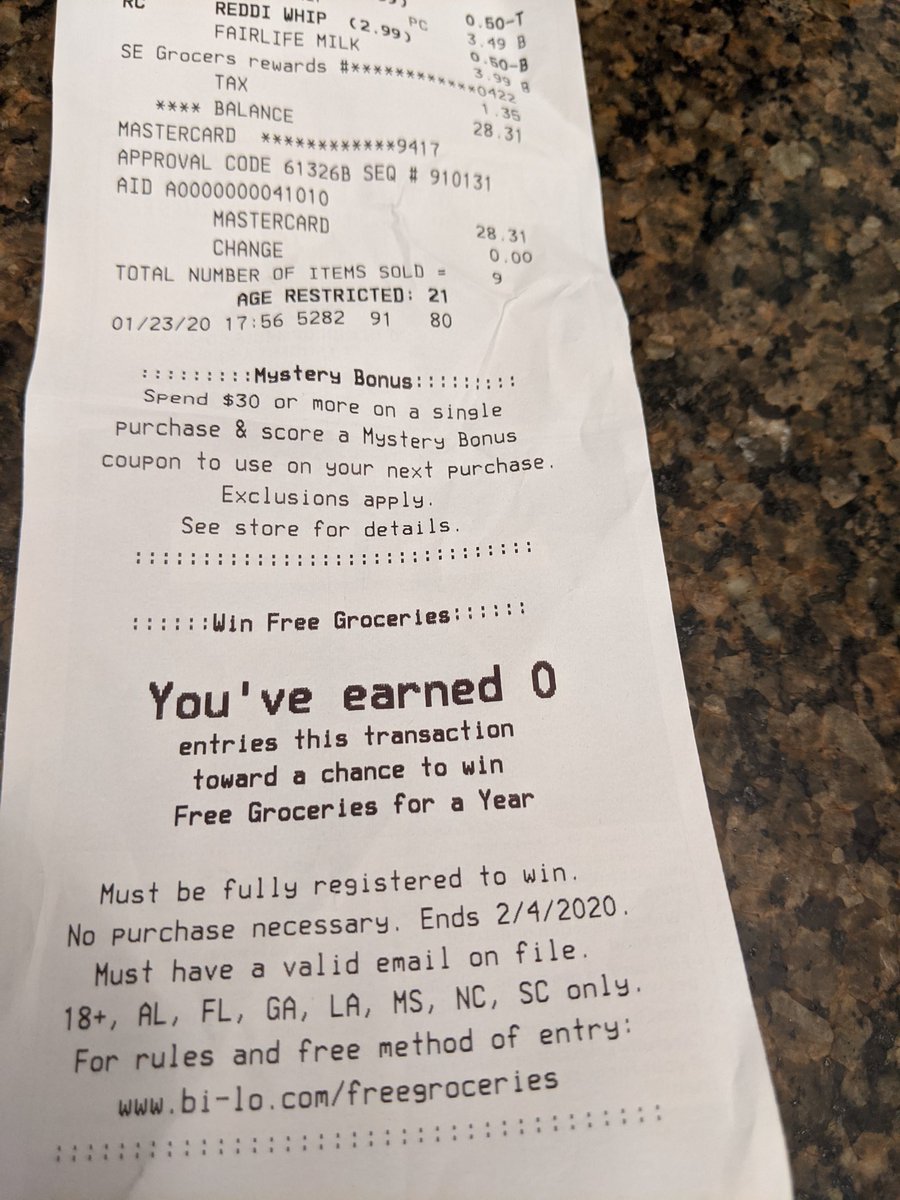 RC
REDDI WHIP (2.99) PC 0.50-T
FAIRLIFE MILK 3.49 B
0.50-B
3.99 B
SE Grocers rewards #************0422
TAX 1.35
**** BALANCE 28.31
MASTERCARD ************9417
APPROVAL CODE 61326B SEQ # 910131
AID A0000000041010
MASTERCARD 28.31
CHANGE 0.00
TOTAL NUMBER OF ITEMS SOLD = 9
AGE RESTRICTED: 21
01/23/20 17:56 5282 91 80
:::::::::Mystery Bonus:::::::::
Spend $30 or more on a single
purchase & score a Mystery Bonus
coupon to use on your next purchase.
Exclusions apply.
See store for details.
::::::::::::::::::::::::::::::
::::::Win Free Groceries::::::
You've earned 0
entries this transaction
toward a chance to win
Free Groceries for a Year
Must be fully registered to win.
No purchase necessary. Ends 2/4/2020.
Must have a valid email on file.
18+, AL, FL, GA, LA, MS, NC, SC only.
For rules and free method of entry:
www.bi-lo.com/freegroceries
::::::::::::::::::::::::::::::::::::